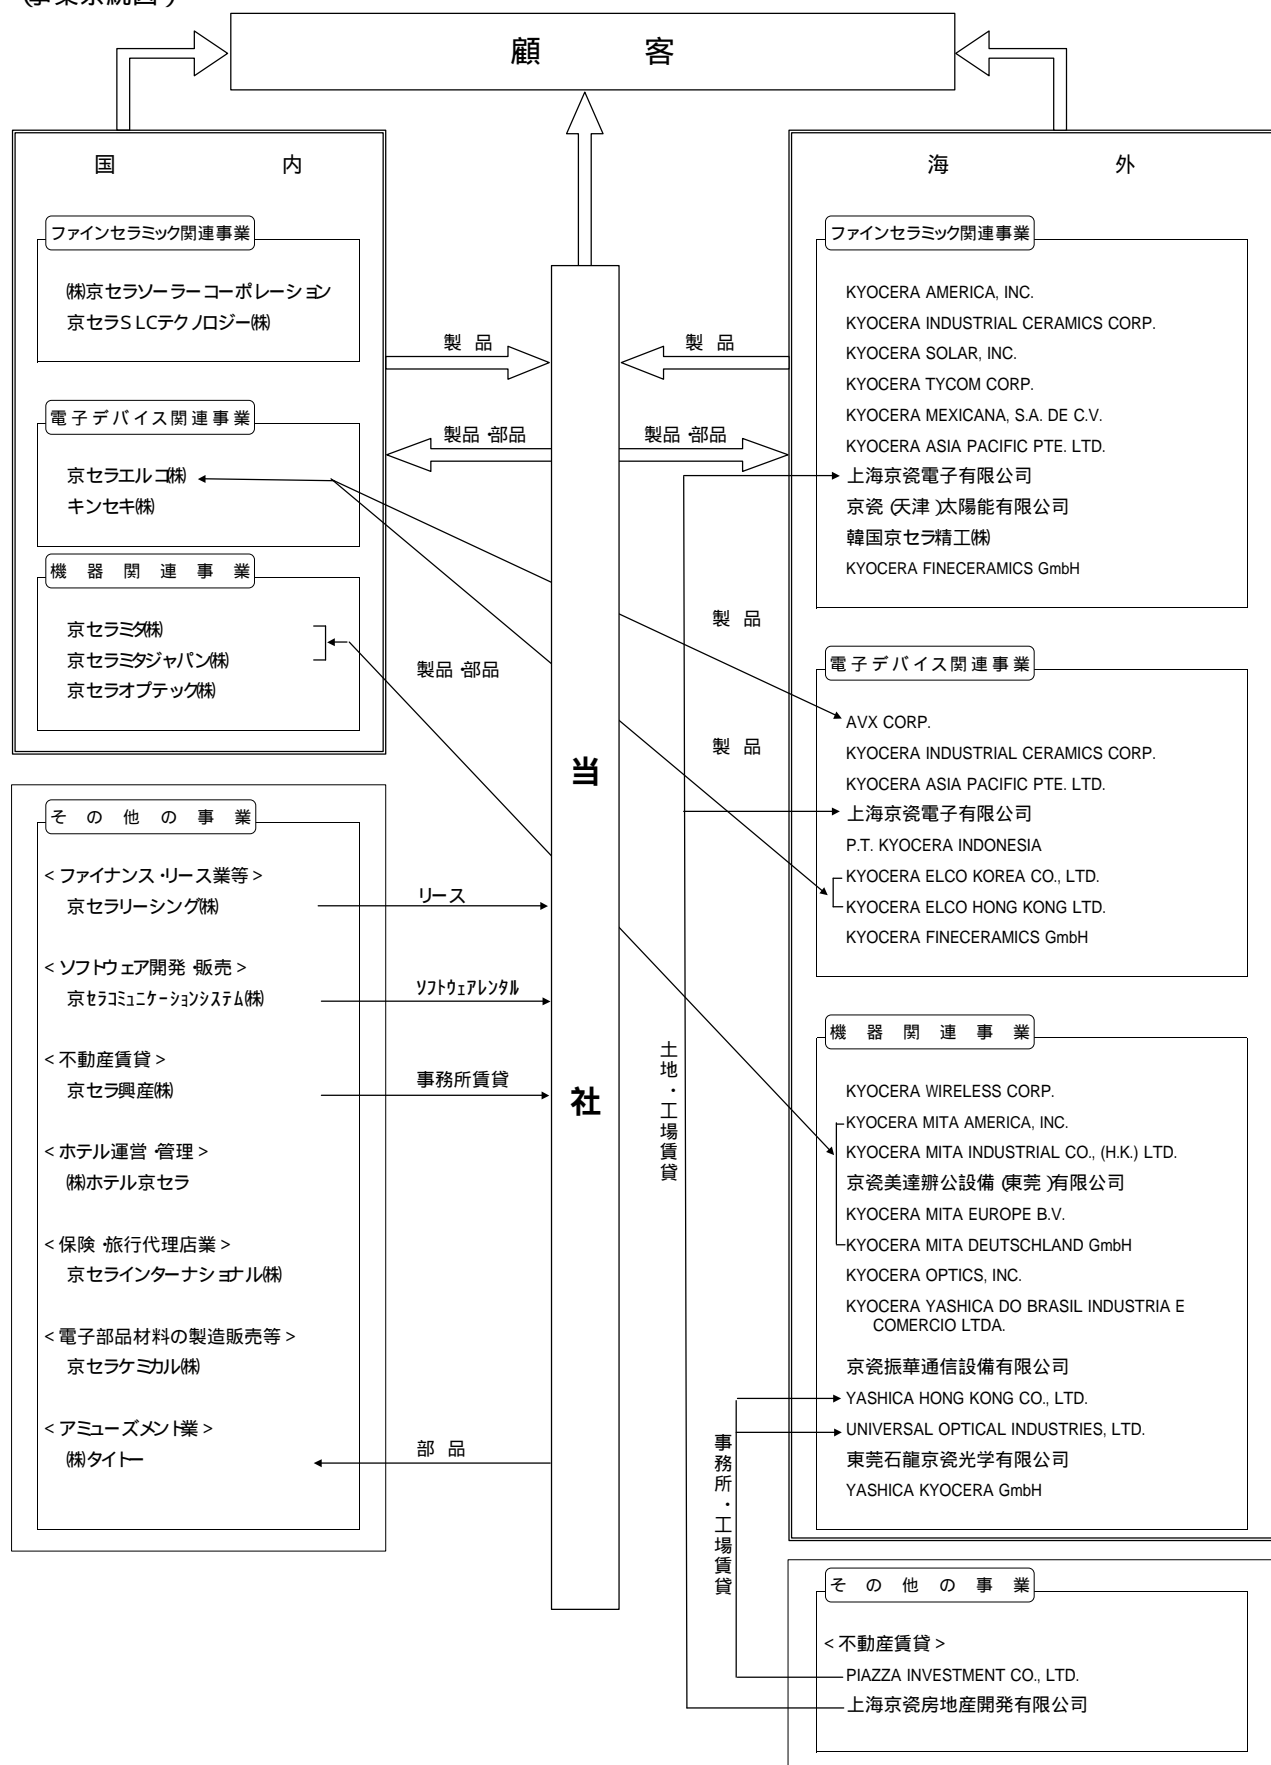 (事業系統図)
顧 客
国 内
ファインセラミック関連事業
㈱京セラソーラーコーポレーション
京セラSLCテクノロジー㈱
電子デバイス関連事業
京セラエルコ㈱
キンセキ㈱
機器関連事業
京セラミタ㈱
京セラミタジャパン㈱
京セラオプテック㈱
その他の事業
<ファイナンス・リース業等>
京セラリーシング㈱
<ソフトウェア開発・販売>
京セラコミュニケーションシステム㈱
<不動産賃貸>
京セラ興産㈱
<ホテル運営・管理>
㈱ホテル京セラ
<保険・旅行代理店業>
京セラインターナショナル㈱
<電子部品材料の製造販売等>
京セラケミカル㈱
<アミューズメント業>
㈱タイトー
製 品
製品・部品
製品・部品
リース
ソフトウェアレンタル
事務所賃貸
部 品
当 社
製 品
製品・部品
製 品
製 品
土地・工場賃貸
事務所・工場賃貸
海 外
ファインセラミック関連事業
KYOCERA AMERICA, INC.
KYOCERA INDUSTRIAL CERAMICS CORP.
KYOCERA SOLAR, INC.
KYOCERA TYCOM CORP.
KYOCERA MEXICANA, S.A. DE C.V.
KYOCERA ASIA PACIFIC PTE. LTD.
上海京瓷電子有限公司
京瓷(天津)太陽能有限公司
韓国京セラ精工㈱
KYOCERA FINECERAMICS GmbH
電子デバイス関連事業
AVX CORP.
KYOCERA INDUSTRIAL CERAMICS CORP.
KYOCERA ASIA PACIFIC PTE. LTD.
上海京瓷電子有限公司
P.T. KYOCERA INDONESIA
KYOCERA ELCO KOREA CO., LTD.
KYOCERA ELCO HONG KONG LTD.
KYOCERA FINECERAMICS GmbH
機器関連事業
KYOCERA WIRELESS CORP.
KYOCERA MITA AMERICA, INC.
KYOCERA MITA INDUSTRIAL CO., (H.K.) LTD.
京瓷美達辦公設備(東莞)有限公司
KYOCERA MITA EUROPE B.V.
KYOCERA MITA DEUTSCHLAND GmbH
KYOCERA OPTICS, INC.
KYOCERA YASHICA DO BRASIL INDUSTRIA E
COMERCIO LTDA.
京瓷振華通信設備有限公司
YASHICA HONG KONG CO., LTD.
UNIVERSAL OPTICAL INDUSTRIES, LTD.
東莞石龍京瓷光学有限公司
YASHICA KYOCERA GmbH
その他の事業
<不動産賃貸>
PIAZZA INVESTMENT CO., LTD.
上海京瓷房地産開発有限公司